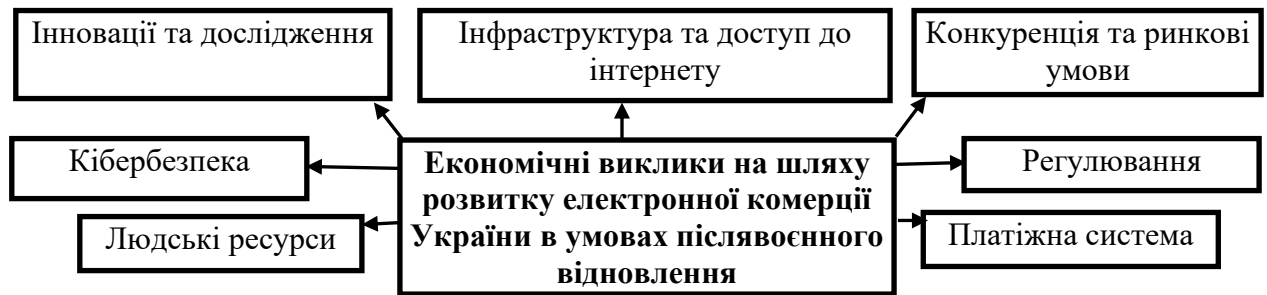 Інновації та дослідження
Інфраструктура та доступ до
інтернету
Конкуренція та ринкові
умови
Кібербезпека
Людські ресурси
Економічні виклики на шляху
розвитку електронної комерції
України в умовах післявоєнного
відновлення
Регулювання
Платіжна система